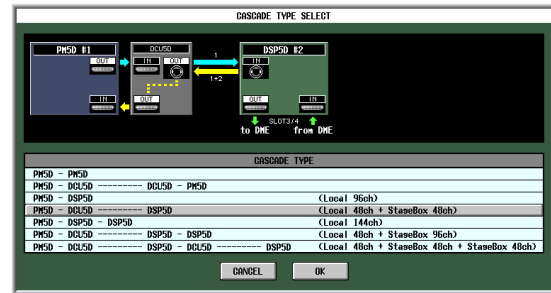 CASCADE TYPE SELECT
PM5D #1
DCU5D
DSP5D #2
OUT
IN
OUT
1
IN
1+2
IN
OUT
OUT
IN
SLOT3/4
to DME
from DME
CASCADE TYPE
PM5D - PM5D
PM5D - DCU5D --------- DCU5D - PM5D
PM5D - DSP5D (Local 96ch)
PM5D - DCU5D --------- DSP5D (Local 48ch + StageBox 48ch)
PM5D - DSP5D - DSP5D (Local 144ch)
PM5D - DCU5D --------- DSP5D - DSP5D (Local 48ch + StageBox 96ch)
PM5D - DCU5D --------- DSP5D - DCU5D --------- DSP5D (Local 48ch + StageBox 48ch + StageBox 48ch)
CANCEL
OK